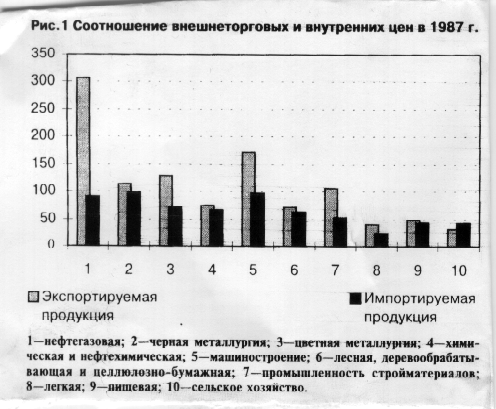 Рис.1 Соотношение внешнеторговых и внутренних цен в 1987 г.
350
300
250
200
150
100
50
0
1 2 3 4 5 6 7 8 9 10
Экспортируемая продукция
Импортируемая продукция
1—нефтегазовая; 2—черная металлургия; 3—цветная металлургия; 4—хими-
ческая и нефтехимическая; 5—машиностроение; 6—лесная, деревообрабаты-
вающая и целлюлозно-бумажная; 7—промышленность стройматериалов;
8—легкая; 9—пищевая; 10—сельское хозяйство.